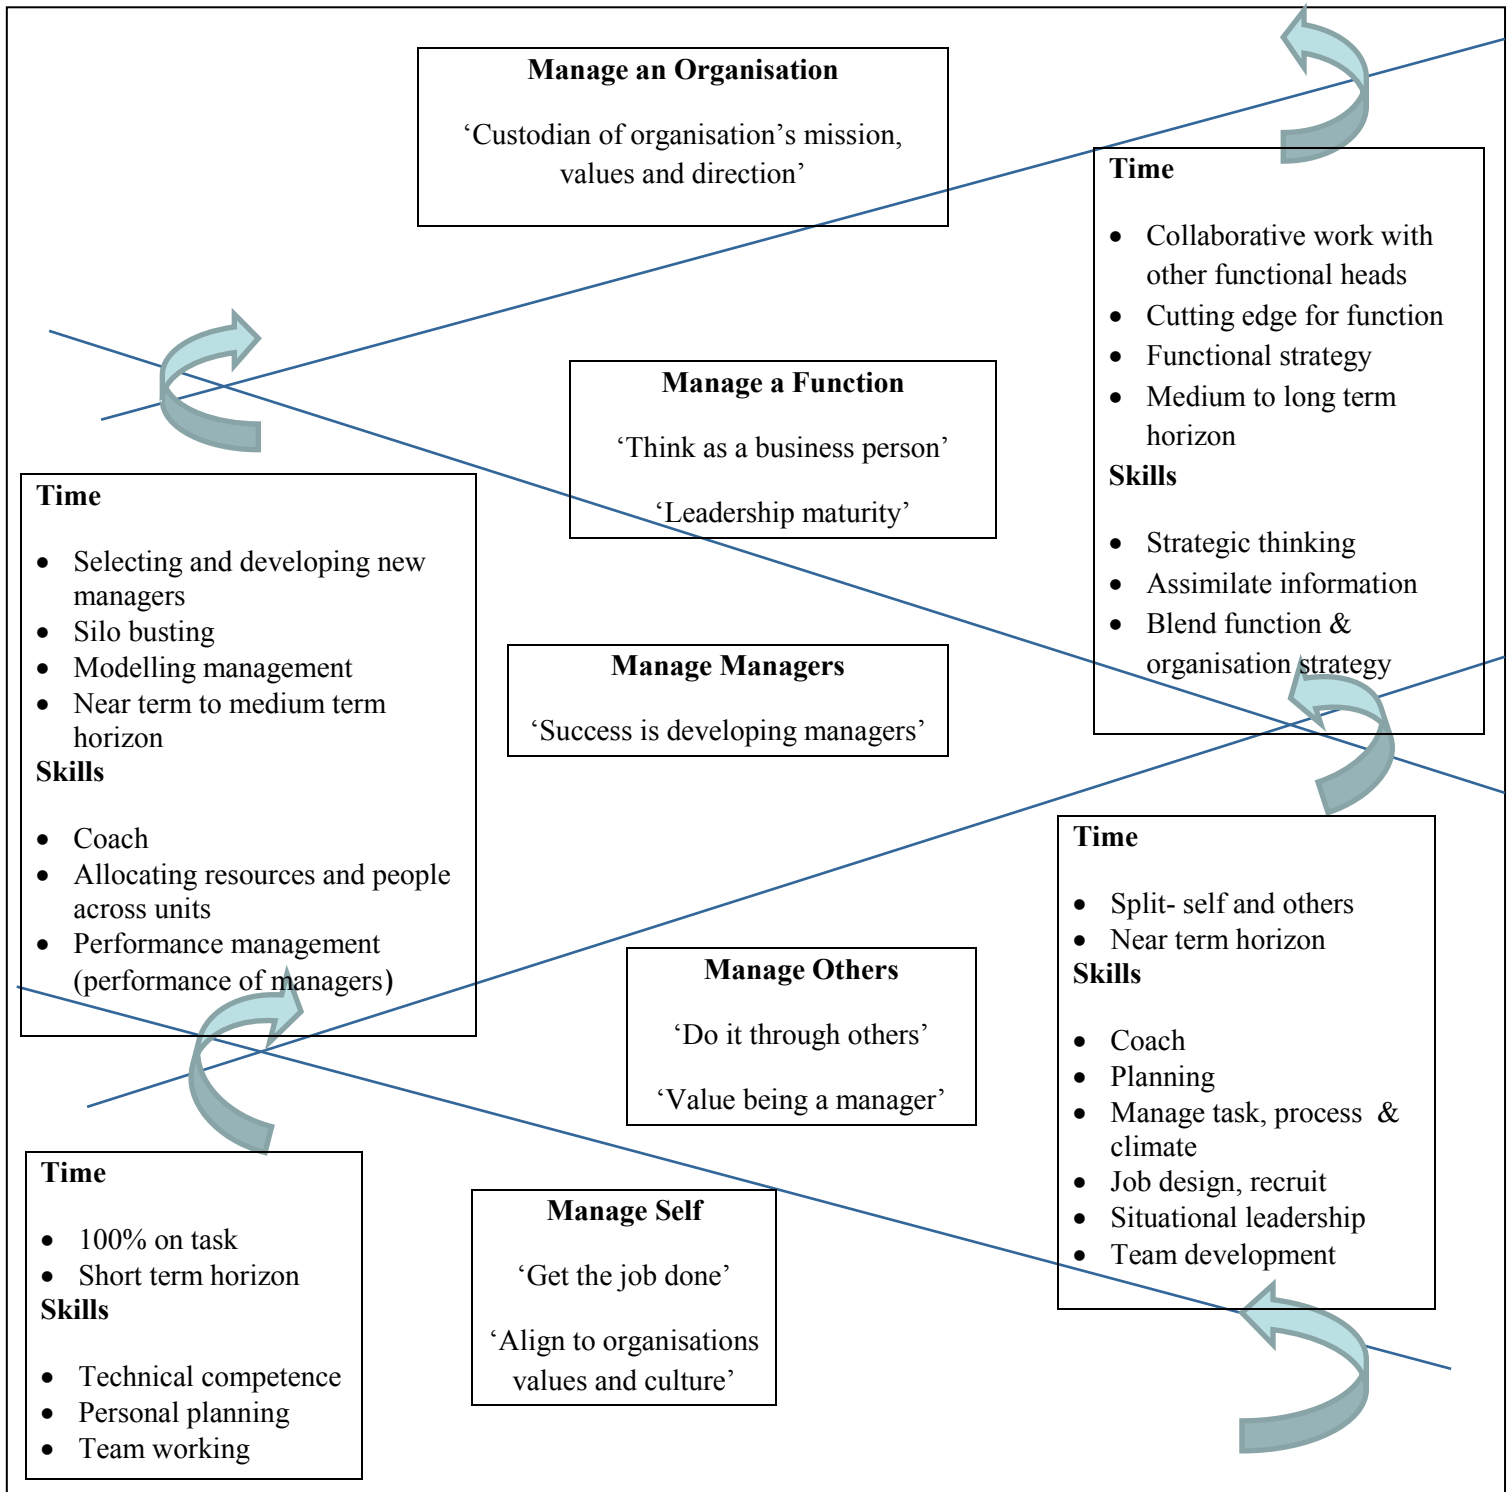 Manage an Organisation
‘Custodian of organisation’s mission,
values and direction’
Time
• Collaborative work with
other functional heads
• Cutting edge for function
• Functional strategy
• Medium to long term
horizon
Skills
• Strategic thinking
• Assimilate information
• Blend function &
organisation strategy
Manage a Function
‘Think as a business person’
‘Leadership maturity’
Time
• Selecting and developing new
managers
• Silo busting
• Modelling management
• Near term to medium term
horizon
Skills
• Coach
• Allocating resources and people
across units
• Performance management
(performance of managers)
Manage Managers
‘Success is developing managers’
Time
• Split- self and others
• Near term horizon
Skills
• Coach
• Planning
• Manage task, process &
climate
• Job design, recruit
• Situational leadership
• Team development
Manage Others
‘Do it through others’
‘Value being a manager’
Time
• 100% on task
• Short term horizon
Skills
• Technical competence
• Personal planning
• Team working
Manage Self
‘Get the job done’
‘Align to organisations
values and culture’